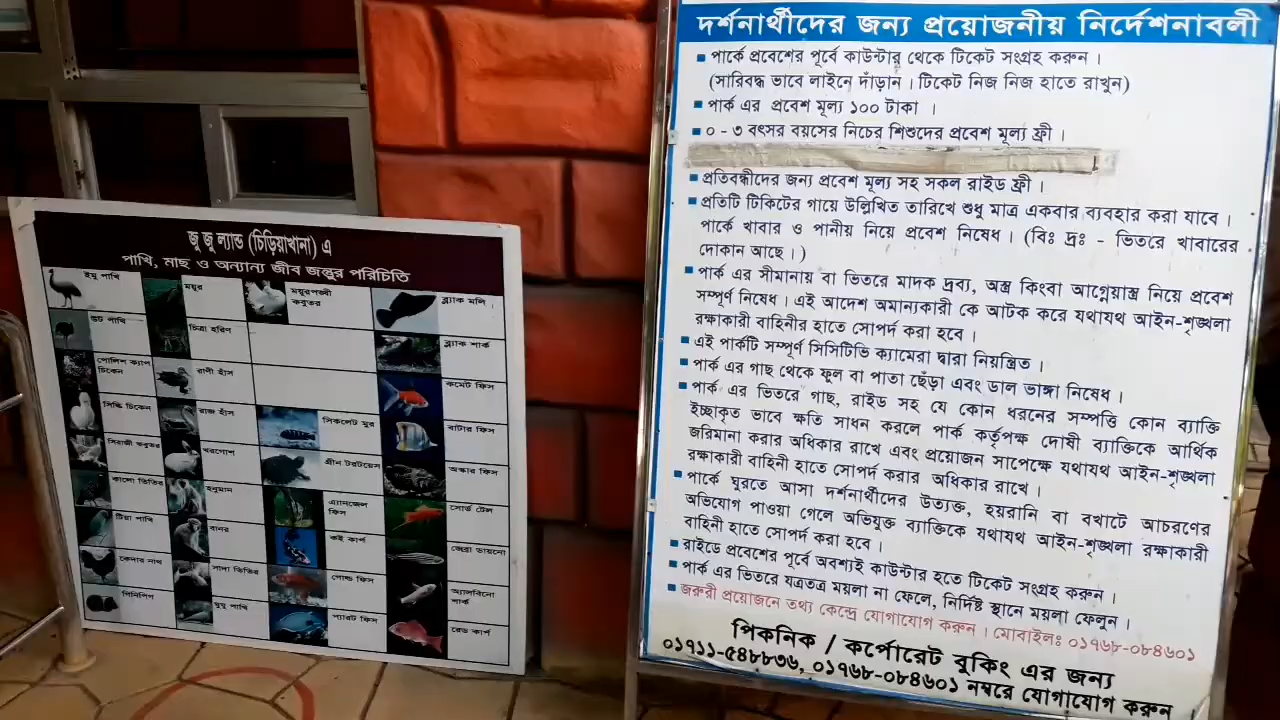 জু জু ল্যান্ড (চিড়িয়াখানা) এ
পাখি, মাছ ও অন্যান্য জীব জন্তুর পরিচিতি
ইমু পাখি
ময়ুর
ময়ুরপঙ্খী কবুতর
ব্ল্যাক মলি ।
উট পাখি
চিত্রা হরিণ
ব্ল্যাক শার্ক
পোলিশ ক্যাপ চিকেন
রাণী হাঁস
কমেট ফিস
সিল্কি চিকেন
রাজ হাঁস
সিকলেট মুর
বাটার ফিস
সিরাজী কবুতর
খরগোশ
গ্রীন টরটয়েস
অস্কার ফিস
কালো তিতির
হনুমান
এ্যানজেল ফিস
সোর্ড টেল
টিয়া পাখি
বানর
কই কার্প
জেব্রা ডায়নো
কেদার নাথ
সাদা তিতির
গোল্ড ফিস
অ্যালবিনো শার্ক
গিনিপিগ
ঘুঘু পাখি
প্যারট ফিস
রেড কার্প
দর্শনার্থীদের জন্য প্রয়োজনীয় নির্দেশনাবলী
পার্কে প্রবেশের পূর্বে কাউন্টার থেকে টিকেট সংগ্রহ করুন ।
(সারিবদ্ধ ভাবে লাইনে দাঁড়ান । টিকেট নিজ নিজ হাতে রাখুন)
পার্ক এর প্রবেশ মূল্য ১০০ টাকা ।
০ - ৩ বৎসর বয়সের নিচের শিশুদের প্রবেশ মূল্য ফ্রী ।
প্রতিবন্ধীদের জন্য প্রবেশ মূল্য সহ সকল রাইড ফ্রী ।
প্রতিটি টিকিটের গায়ে উল্লিখিত তারিখে শুধু মাত্র একবার ব্যবহার করা যাবে ।
পার্কে খাবার ও পানীয় নিয়ে প্রবেশ নিষেধ । (বিঃ দ্রঃ - ভিতরে খাবারের
দোকান আছে । )
পার্ক এর সীমানায় বা ভিতরে মাদক দ্রব্য, অস্ত্র কিংবা আগ্নেয়াস্ত্র নিয়ে প্রবেশ
সম্পূর্ণ নিষেধ । এই আদেশ অমান্যকারী কে আটক করে যথাযথ আইন-শৃঙ্খলা
রক্ষাকারী বাহিনীর হাতে সোপর্দ করা হবে ।
এই পার্কটি সম্পূর্ণ সিসিটিভি ক্যামেরা দ্বারা নিয়ন্ত্রিত ।
পার্ক এর গাছ থেকে ফুল বা পাতা ছেঁড়া এবং ডাল ভাঙ্গা নিষেধ ।
পার্ক এর ভিতরে গাছ, রাইড সহ যে কোন ধরনের সম্পত্তি কোন ব্যাক্তি
ইচ্ছাকৃত ভাবে ক্ষতি সাধন করলে পার্ক কর্তৃপক্ষ দোষী ব্যাক্তিকে আর্থিক
জরিমানা করার অধিকার রাখে এবং প্রয়োজন সাপেক্ষে যথাযথ আইন-শৃঙ্খলা
রক্ষাকারী বাহিনী হাতে সোপর্দ করার অধিকার রাখে ।
পার্কে ঘুরতে আসা দর্শনার্থীদের উত্যক্ত, হয়রানি বা বখাটে আচরণের
অভিযোগ পাওয়া গেলে অভিযুক্ত ব্যাক্তিকে যথাযথ আইন-শৃঙ্খলা রক্ষাকারী
বাহিনী হাতে সোপর্দ করা হবে ।
রাইডে প্রবেশের পূর্বে অবশ্যই কাউন্টার হতে টিকেট সংগ্রহ করুন ।
পার্ক এর ভিতরে যত্রতত্র ময়লা না ফেলে, নির্দিষ্ট স্থানে ময়লা ফেলুন ।
জরুরী প্রয়োজনে তথ্য কেন্দ্রে যোগাযোগ করুন । মোবাইলঃ ০১৭৬৮-০৮৪৬০১
পিকনিক / কর্পোরেট বুকিং এর জন্য
০১৭১১-৫৪৮৮৩৬, ০১৭৬৮-০৮৪৬০১ নম্বরে যোগাযোগ করুন